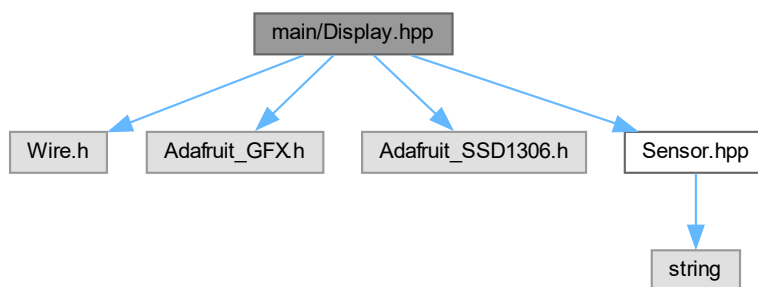 main/Display.hpp
Wire.h
Adafruit_GFX.h
Adafruit_SSD1306.h
Sensor.hpp
string